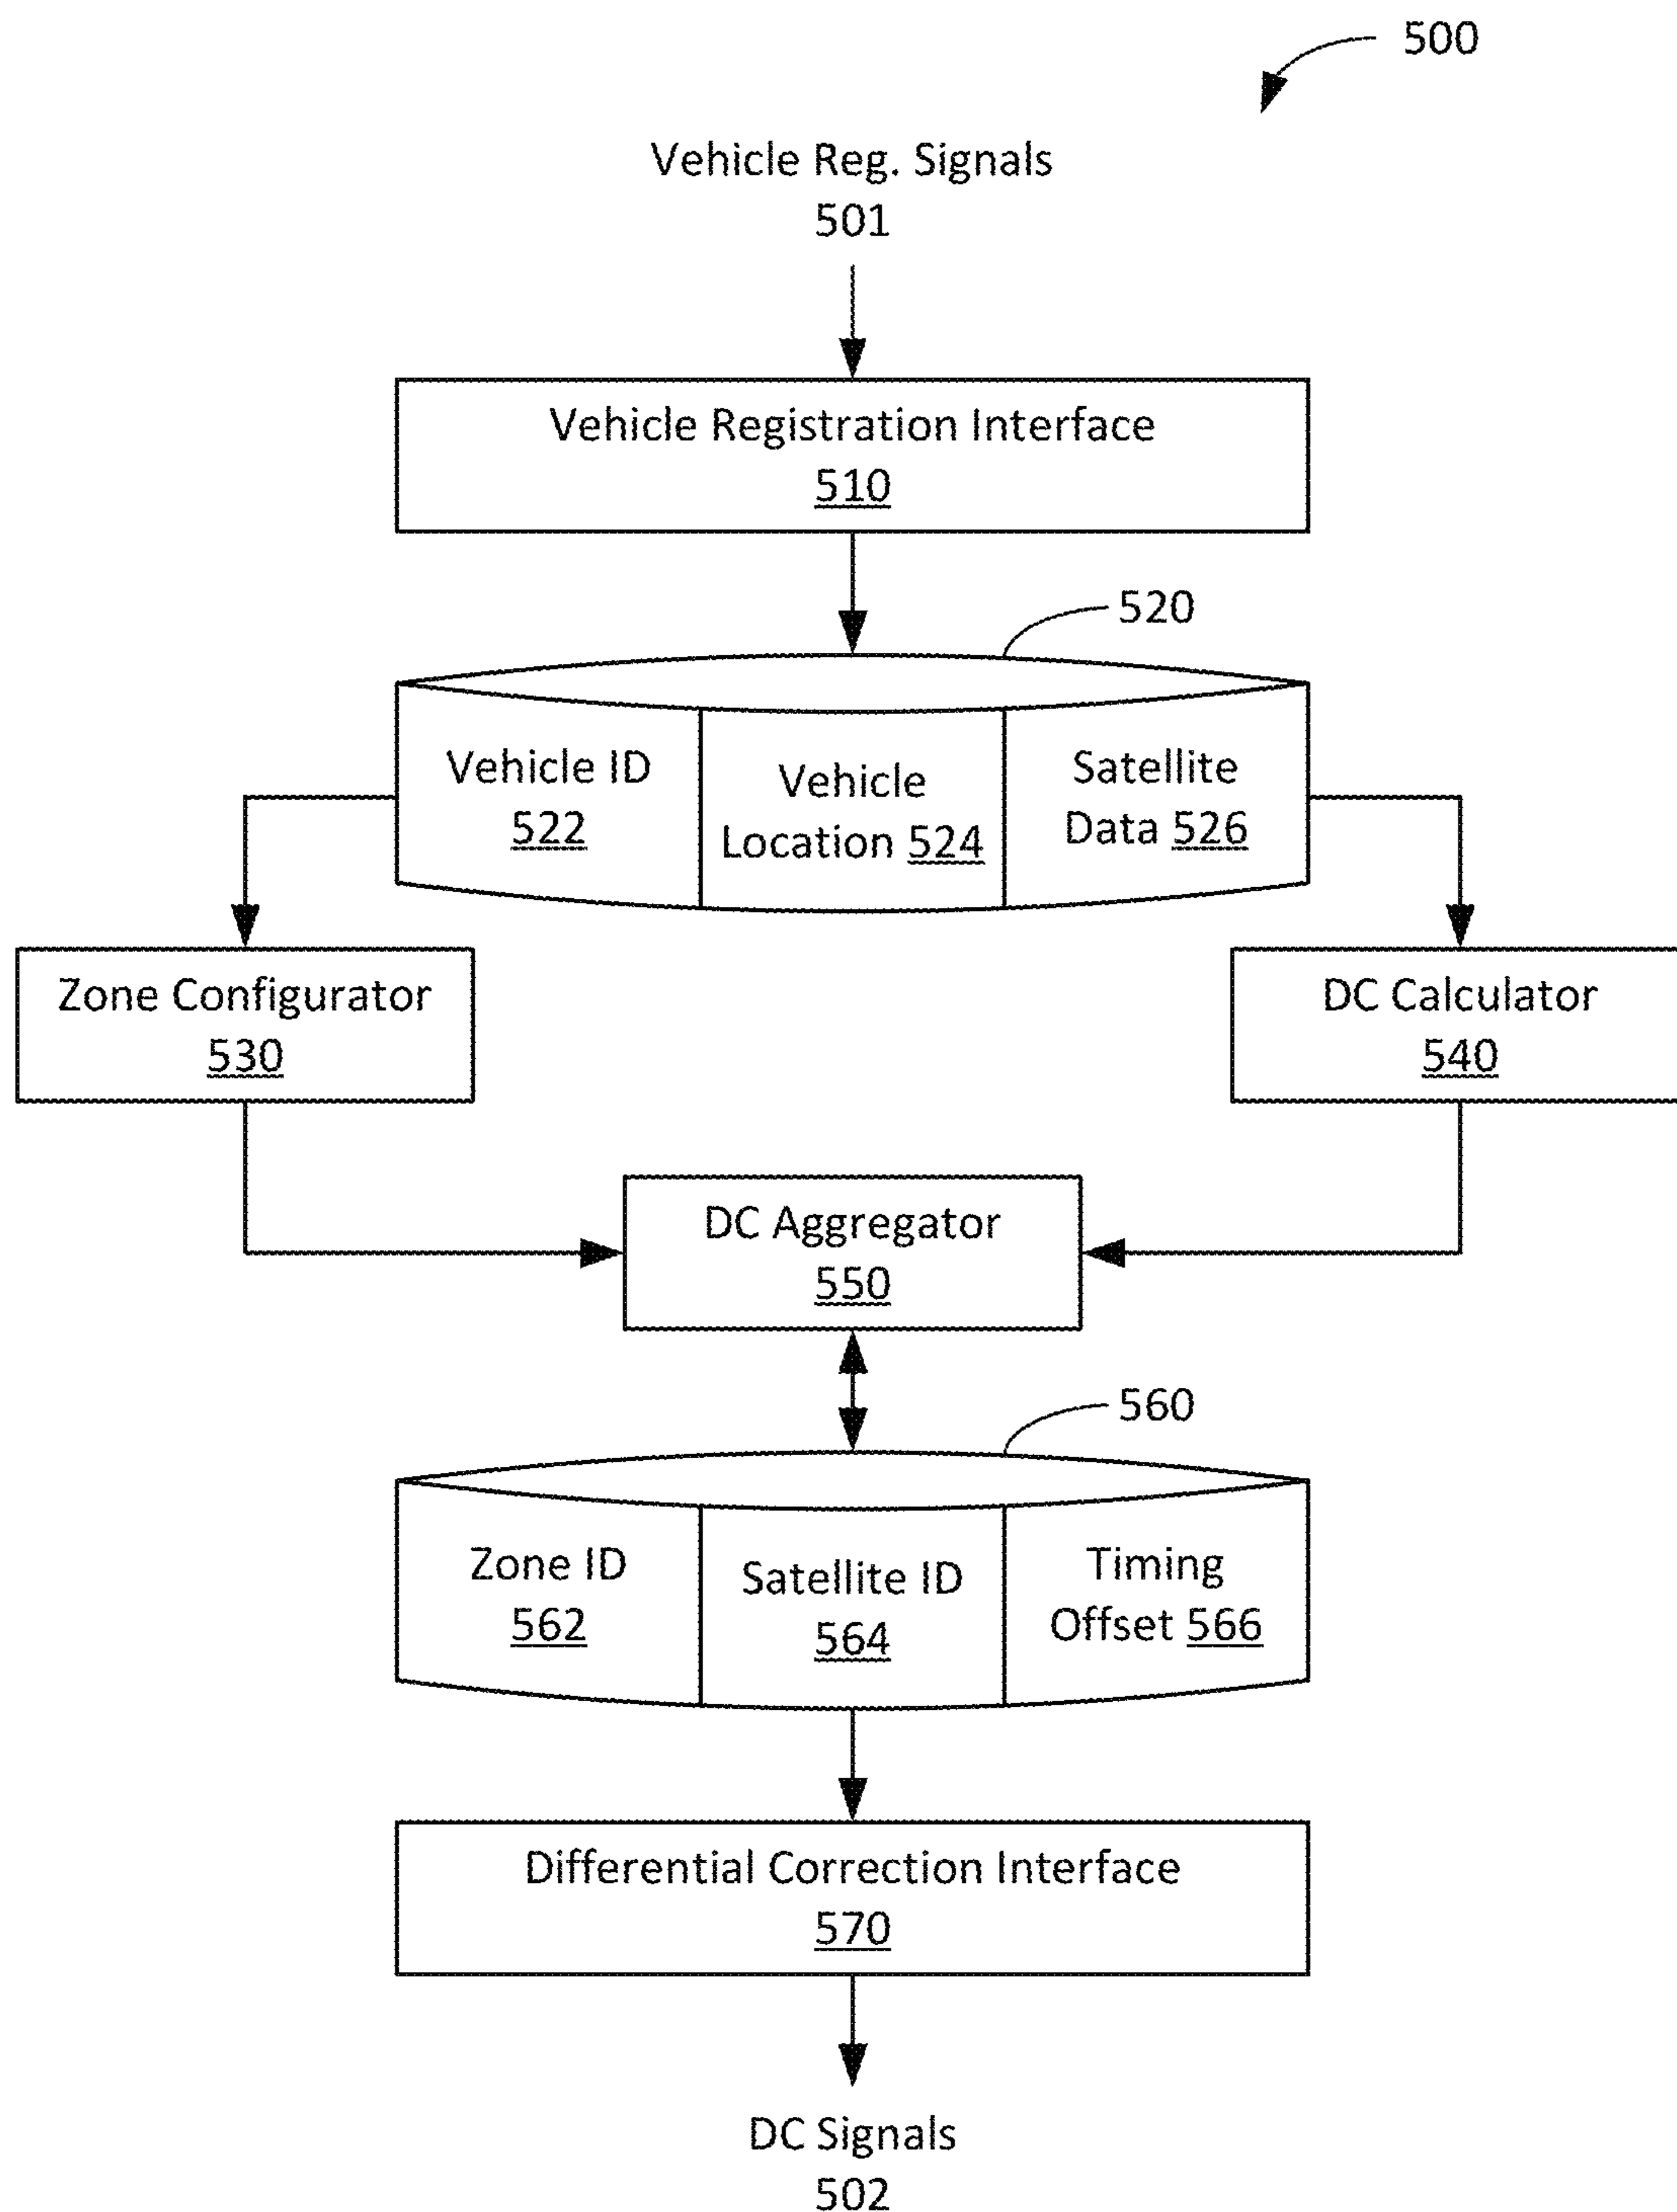 500
Vehicle Reg. Signals
501
Vehicle Registration Interface
510
520
Vehicle ID
522
Vehicle
Location 524
Satellite
Data 526
Zone Configurator
530
DC Calculator
540
DC Aggregator
550
560
Zone ID
562
Satellite ID
564
Timing
Offset 566
Differential Correction Interface
570
DC Signals
502